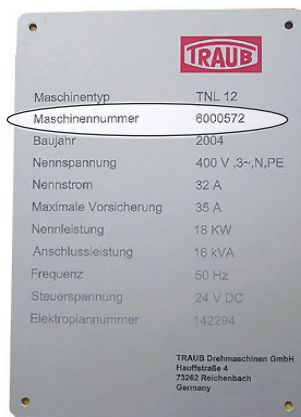 TRAUB
Maschinentyp TNL 12
Maschinennummer 6000572
Baujahr 2004
Nennspannung 400 V ,3~,N,PE
Nennstrom 32 A
Maximale Vorsicherung 35 A
Nennleistung 18 KW
Anschlussleistung 16 kVA
Frequenz 50 Hz
Steuerspannung 24 V DC
Elektroplannummer 142294
TRAUB Drehmaschinen GmbH
Hauffstraße 4
73262 Reichenbach
Germany